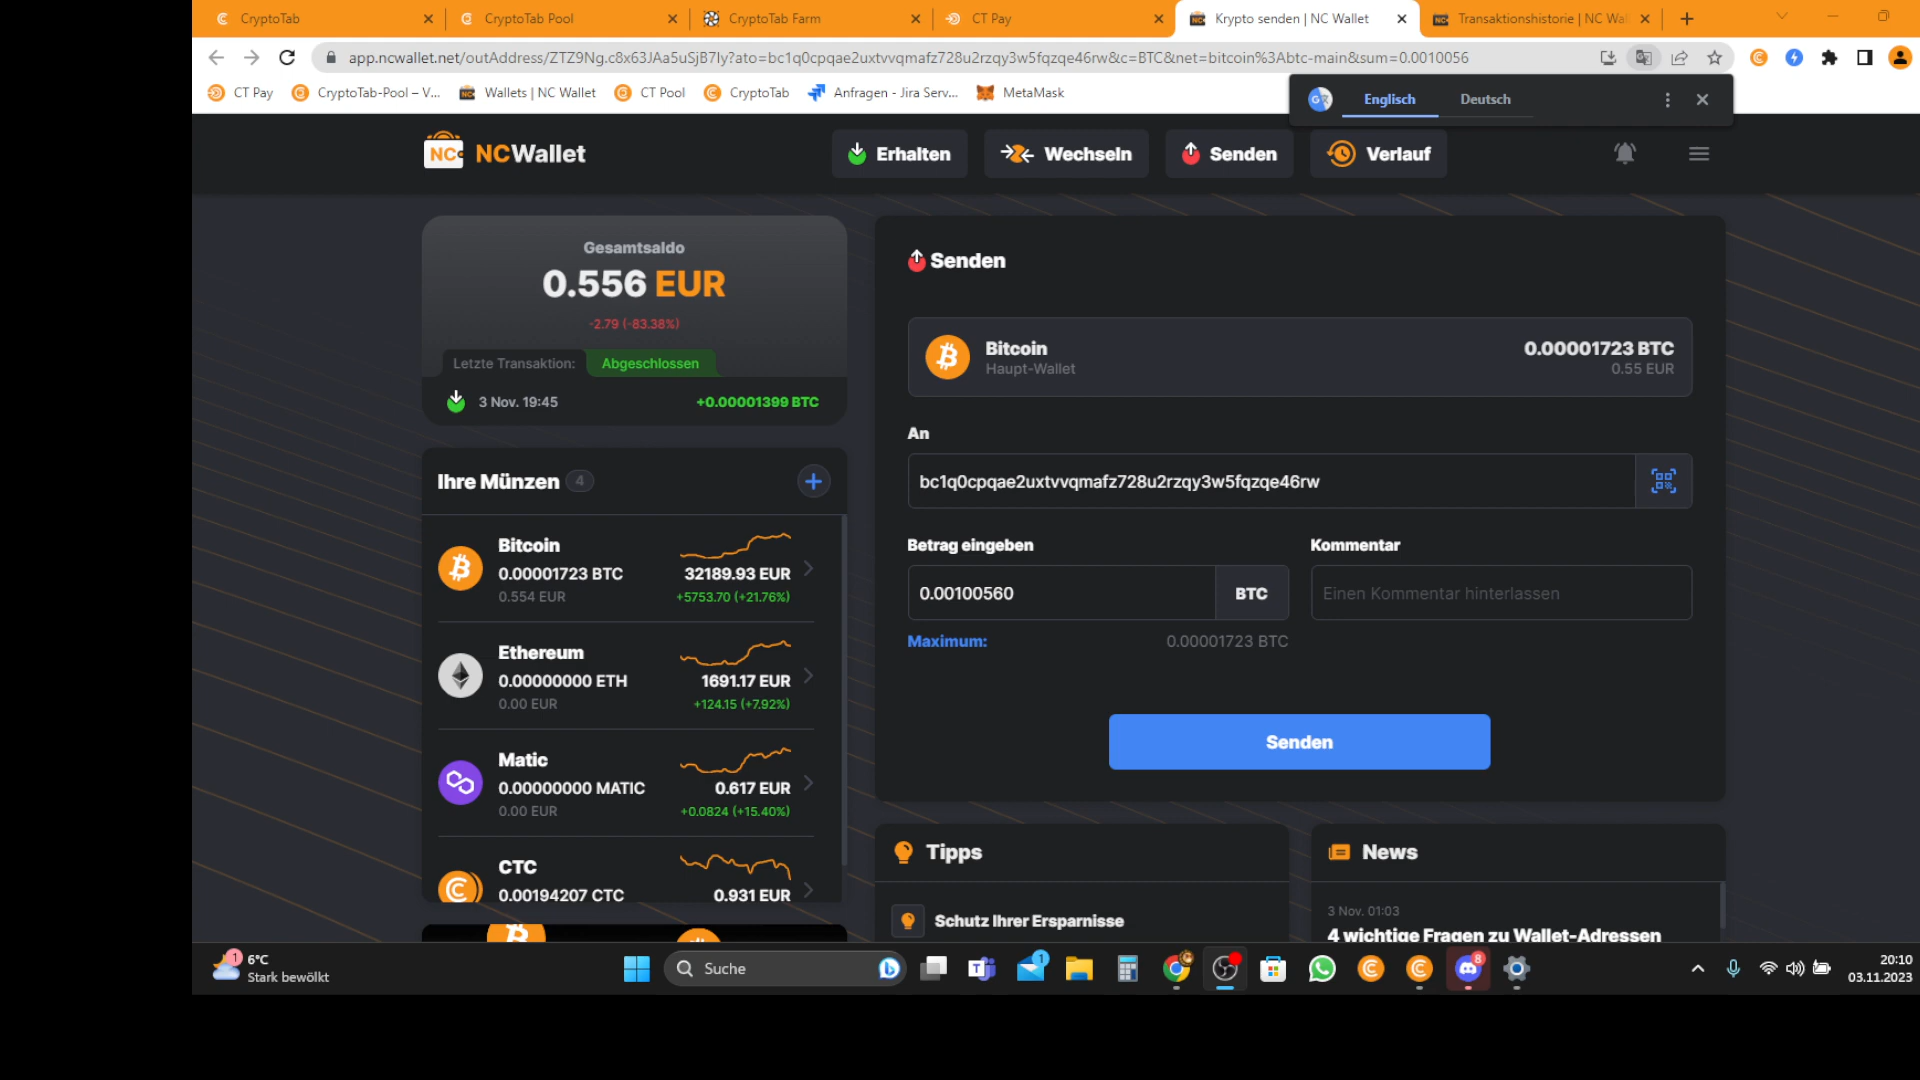 CryptoTab
CryptoTab Pool
CryptoTab Farm
CT Pay
Krypto senden | NC Wallet
Transaktionshistorie | NC Wal
app.ncwallet.net/outAddress/ZTZ9Ng.c8x63JAa5uSjB7Iy?ato=bc1q0cpqae2uxtvvqmafz728u2rzqy3w5fqzqe46rw&c=BTC&net=bitcoin%3Abtc-main&sum=0.0010056
CT Pay
CryptoTab-Pool – V...
Wallets | NC Wallet
CT Pool
CryptoTab
Anfragen - Jira Serv...
MetaMask
Englisch
Deutsch
NC
NCWallet
Erhalten
Wechseln
Senden
Verlauf
Gesamtsaldo
0.556 EUR
-2.79 (-83.38%)
Letzte Transaktion:
Abgeschlossen
3 Nov. 19:45
+0.00001399 BTC
Ihre Münzen 4
Bitcoin
0.00001723 BTC
32189.93 EUR
0.554 EUR
+5753.70 (+21.76%)
Ethereum
0.00000000 ETH
1691.17 EUR
0.00 EUR
+124.15 (+7.92%)
Matic
0.00000000 MATIC
0.617 EUR
0.00 EUR
+0.0824 (+15.40%)
CTC
0.00194207 CTC
0.931 EUR
Senden
Bitcoin
Haupt-Wallet
0.00001723 BTC
0.55 EUR
An
bc1q0cpqae2uxtvvqmafz728u2rzqy3w5fqzqe46rw
Betrag eingeben
Kommentar
0.00100560
BTC
Einen Kommentar hinterlassen
Maximum:
0.00001723 BTC
Senden
Tipps
Schutz Ihrer Ersparnisse
News
3 Nov. 01:03
4 wichtige Fragen zu Wallet-Adressen
1
6°C
Stark bewölkt
Suche
1
8
20:10
03.11.2023